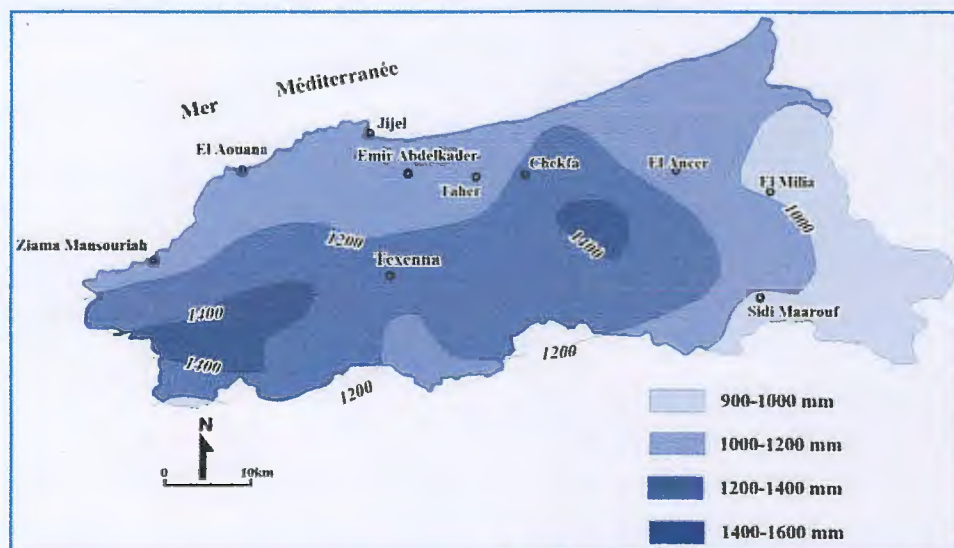 Mer Méditerranée
Jijel
El Aouana
Emir Abdelkader
Taher
Chekfa
El Ancer
El Milia
1000
Ziama Mansouriah
1200
1400
Texenna
1400
Sidi Maarouf
1400
1200
1200
N
0 10km
900-1000 mm
1000-1200 mm
1200-1400 mm
1400-1600 mm